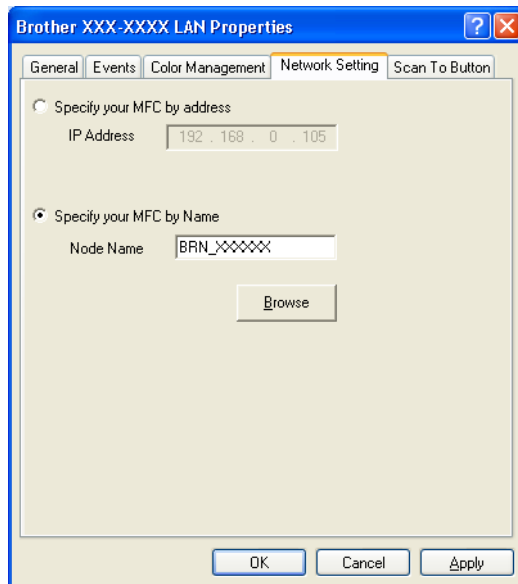 Brother XXX-XXXX LAN Properties
General Events Color Management Network Setting Scan To Button
Specify your MFC by address
IP Address 192 . 168 . 0 . 105
Specify your MFC by Name
Node Name BRN_XXXXXX
Browse
OK Cancel Apply